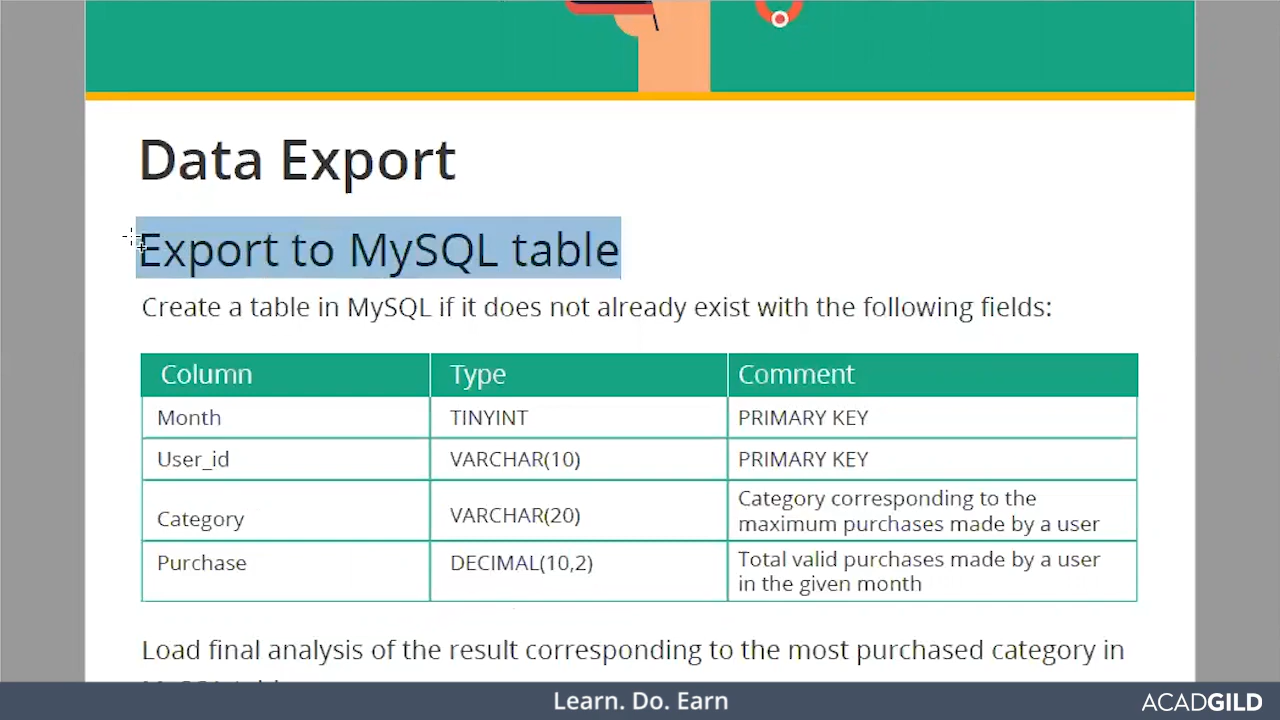 Data Export
Export to MySQL table
Create a table in MySQL if it does not already exist with the following fields:
Column Type Comment
Month TINYINT PRIMARY KEY
User_id VARCHAR(10) PRIMARY KEY
Category VARCHAR(20) Category corresponding to the
maximum purchases made by a user
Purchase DECIMAL(10,2) Total valid purchases made by a user
in the given month
Load final analysis of the result corresponding to the most purchased category in
Learn. Do. Earn
ACADGILD